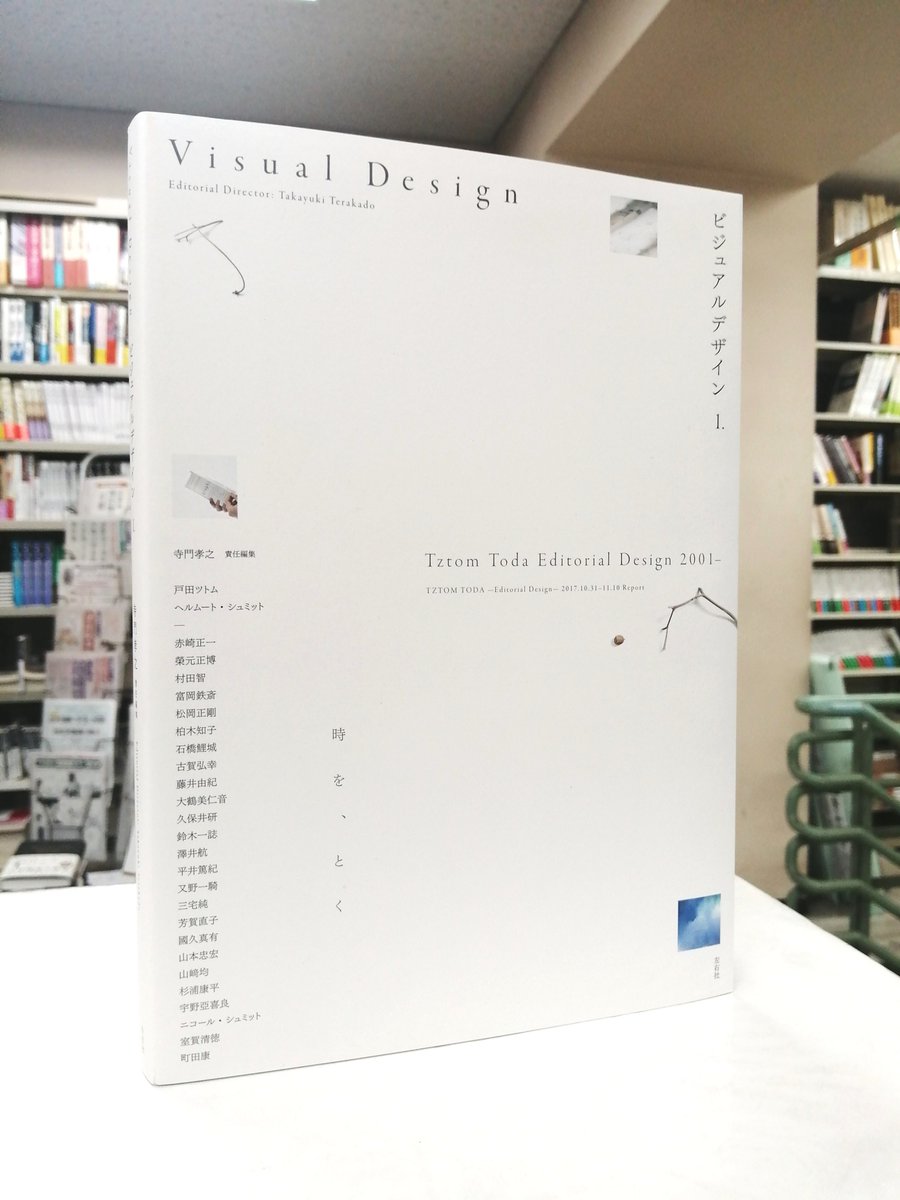 Visual Design
Editorial Director: Takayuki Terakado
ビジュアルデザイン 1.
寺門孝之 責任編集
戸田ツトム
ヘルムート・シュミット
赤崎正一
榮元正博
村田智
富岡鉄斎
松岡正剛
柏木知子
石橋鯉城
古賀弘幸
藤井由紀
大鶴美仁音
久保井研
鈴木一誌
澤井航
平井篤紀
又野一騎
三宅純
芳賀直子
國久真有
山本忠宏
山﨑均
杉浦康平
宇野亞喜良
ニコール・シュミット
室賀清徳
町田康
Tztom Toda Editorial Design 2001–
TZTOM TODA —Editorial Design— 2017.10.31–11.10 Report
時を、とく
左右社